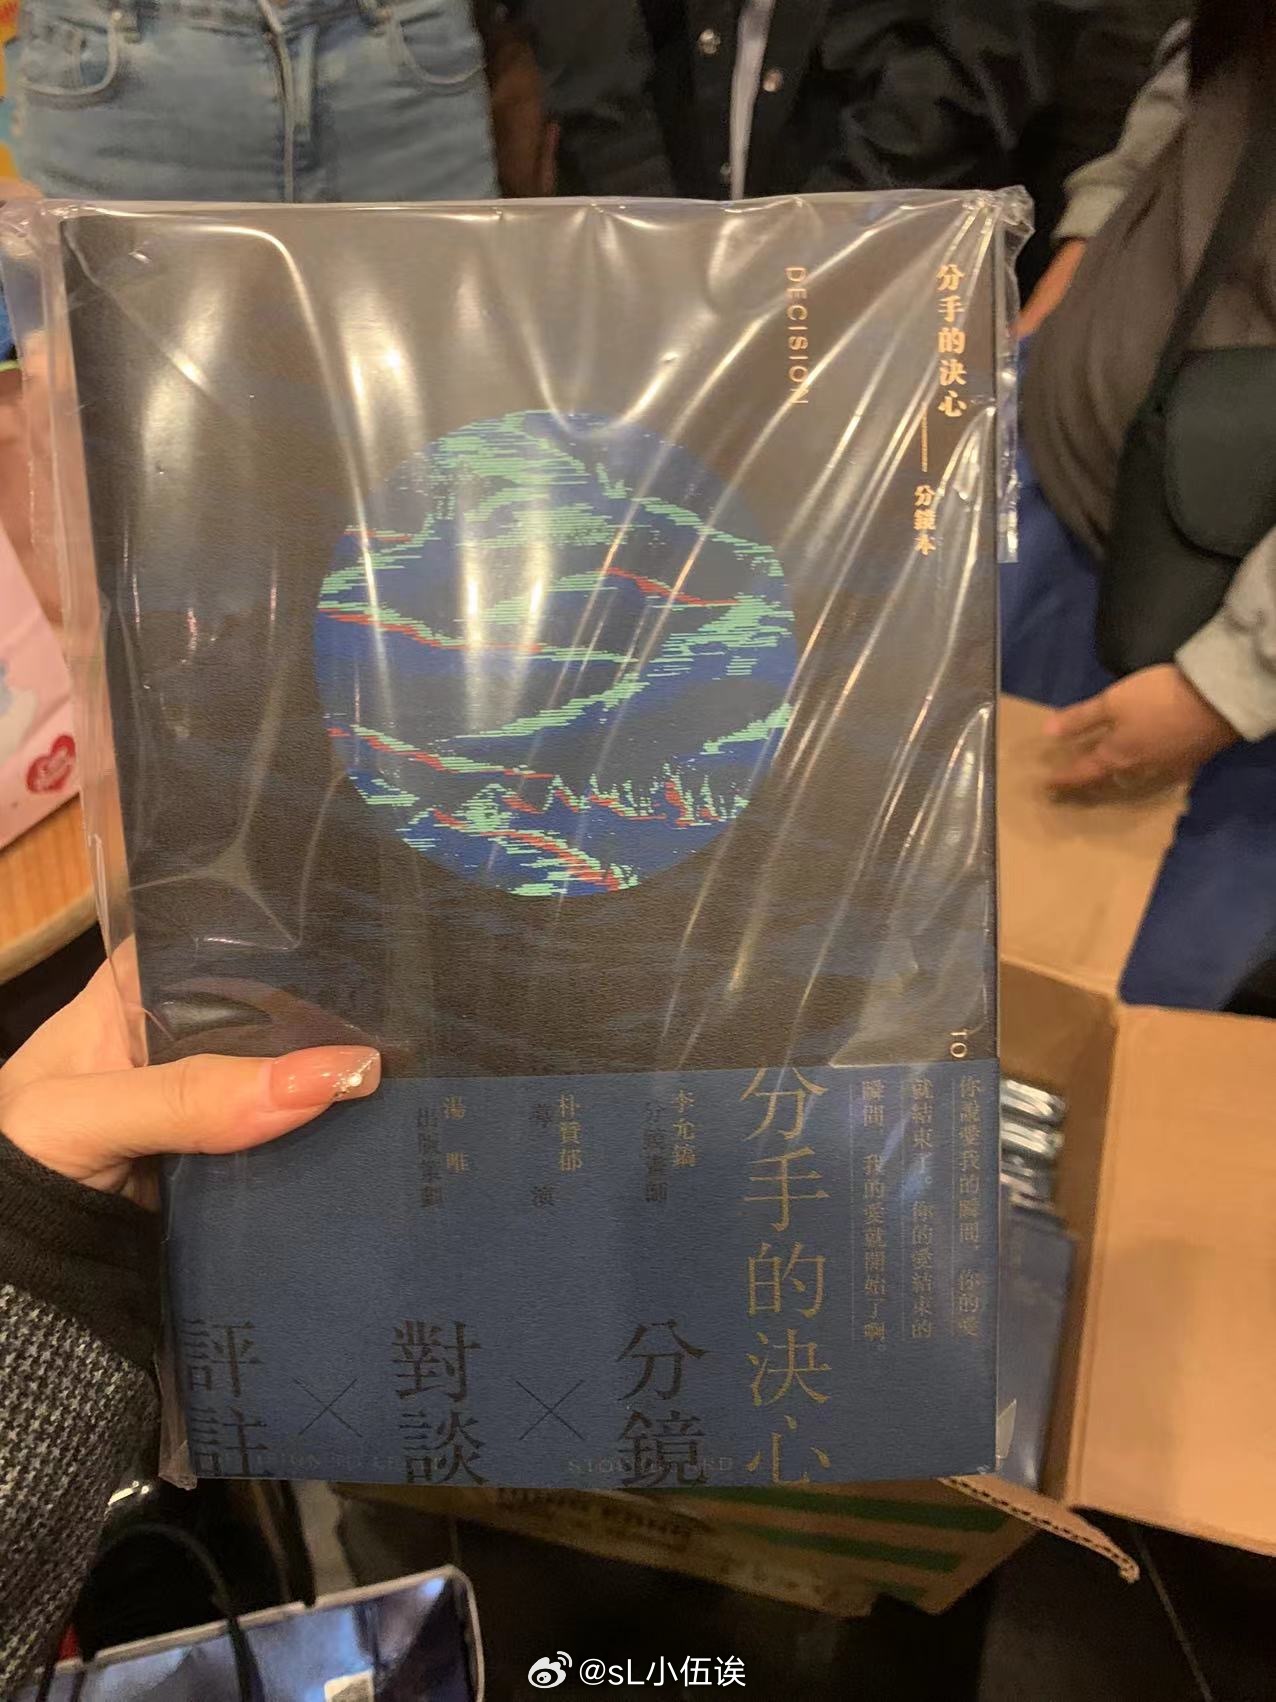 分手的決心——分鏡本
DECISION
TO
你說愛我的瞬間，你的愛
就結束了。你的愛結束的
瞬間，我的愛就開始了啊。
分手的決心
李允鎬
分鏡畫師
朴贊郁
導演
湯唯
出版策劃
分鏡
×
對談
×
評註
@sL小伍诶